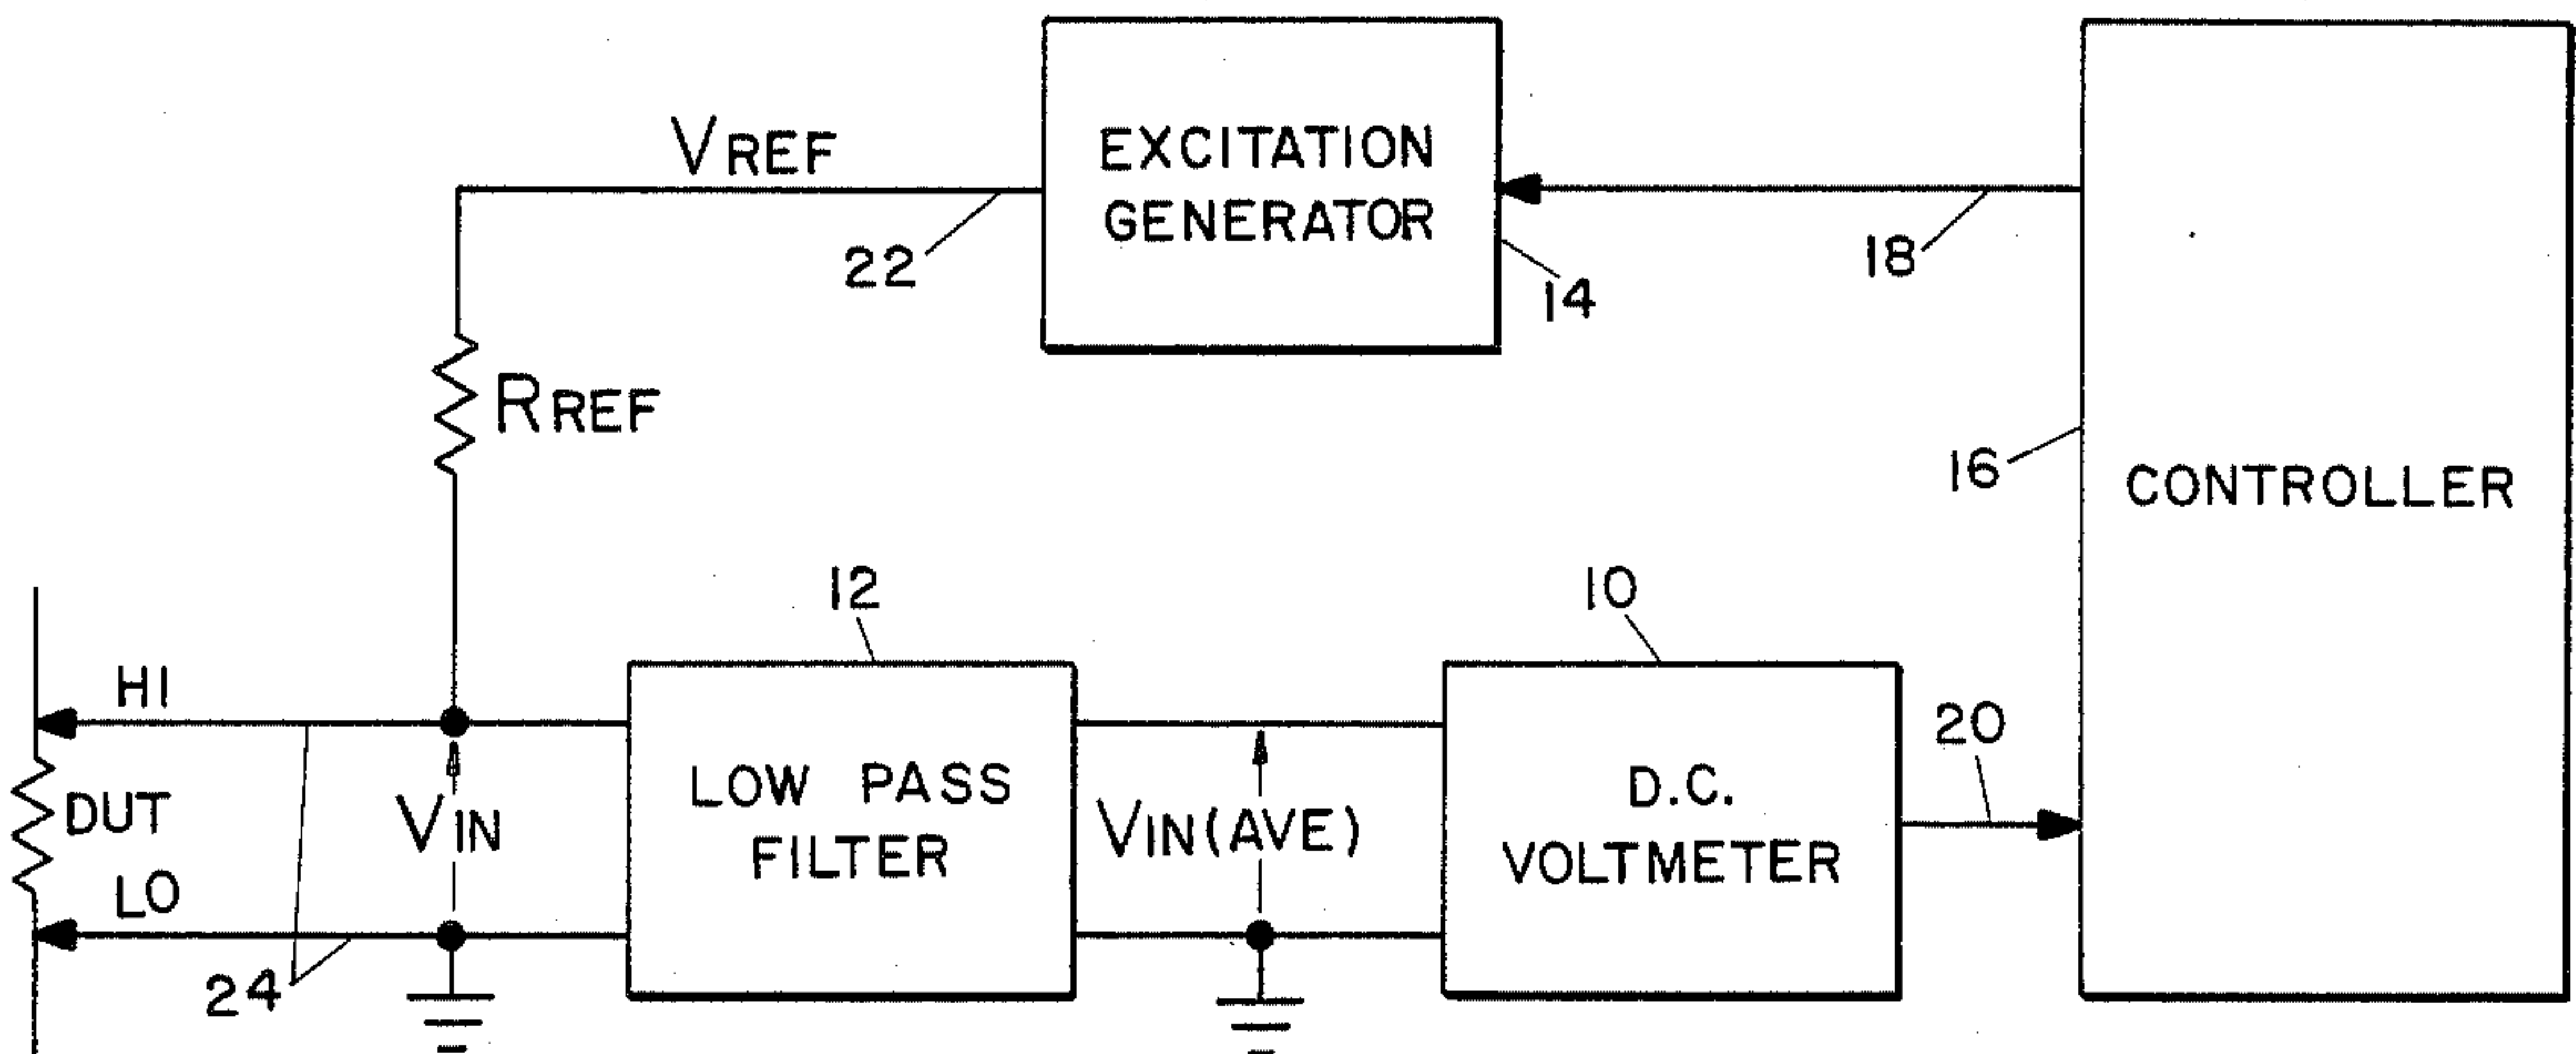 VREF
EXCITATION
GENERATOR
22
14
18
RREF
16
CONTROLLER
12
10
20
HI
DUT
LO
24
VIN
LOW PASS
FILTER
VIN(AVE)
D.C.
VOLTMETER